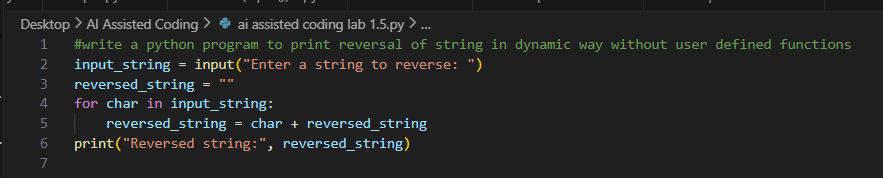 Desktop > AI Assisted Coding > ai assisted coding lab 1.5.py > ...
1 #write a python program to print reversal of string in dynamic way without user defined functions
2 input_string = input("Enter a string to reverse: ")
3 reversed_string = ""
4 for char in input_string:
5     reversed_string = char + reversed_string
6 print("Reversed string:", reversed_string)
7